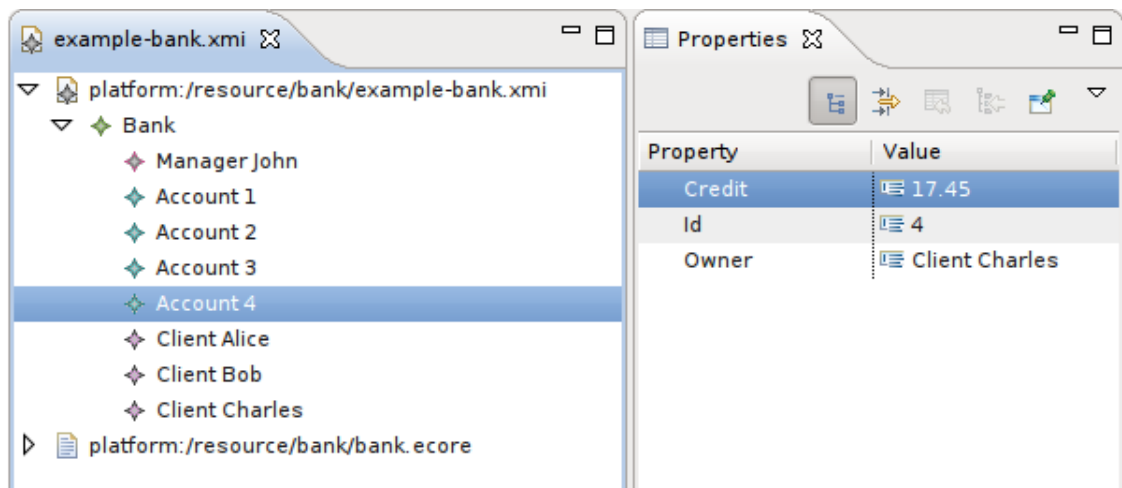 example-bank.xmi
platform:/resource/bank/example-bank.xmi
Bank
Manager John
Account 1
Account 2
Account 3
Account 4
Client Alice
Client Bob
Client Charles
platform:/resource/bank/bank.ecore
Properties
Property Value
Credit 17.45
Id 4
Owner Client Charles